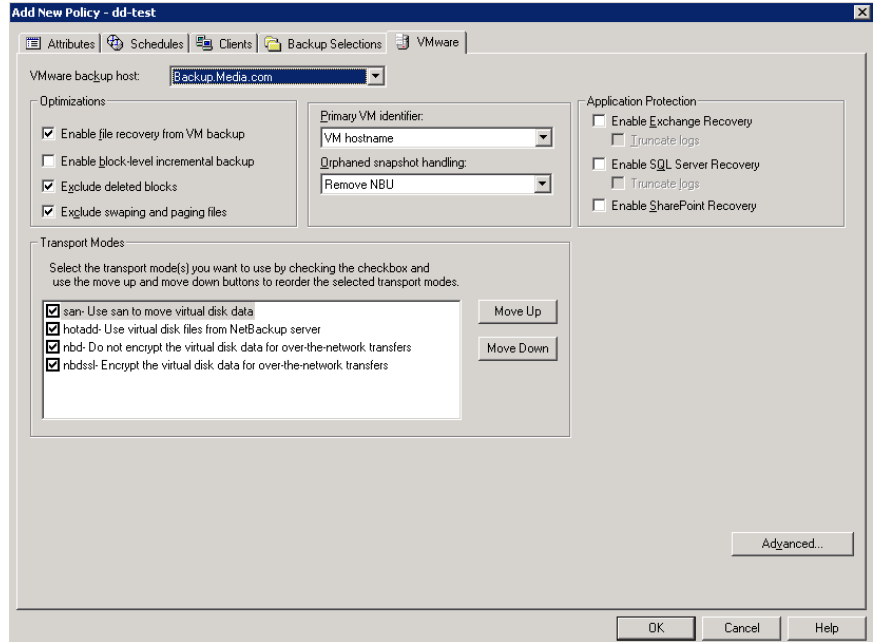 Add New Policy - dd-test
Attributes Schedules Clients Backup Selections VMware
VMware backup host: Backup.Media.com
Optimizations
Enable file recovery from VM backup
Enable block-level incremental backup
Exclude deleted blocks
Exclude swaping and paging files
Primary VM identifier:
VM hostname
Orphaned snapshot handling:
Remove NBU
Application Protection
Enable Exchange Recovery
Truncate logs
Enable SQL Server Recovery
Truncate logs
Enable SharePoint Recovery
Transport Modes
Select the transport mode(s) you want to use by checking the checkbox and
use the move up and move down buttons to reorder the selected transport modes.
san- Use san to move virtual disk data
hotadd- Use virtual disk files from NetBackup server
nbd- Do not encrypt the virtual disk data for over-the-network transfers
nbdssl- Encrypt the virtual disk data for over-the-network transfers
Move Up
Move Down
Advanced...
OK Cancel Help